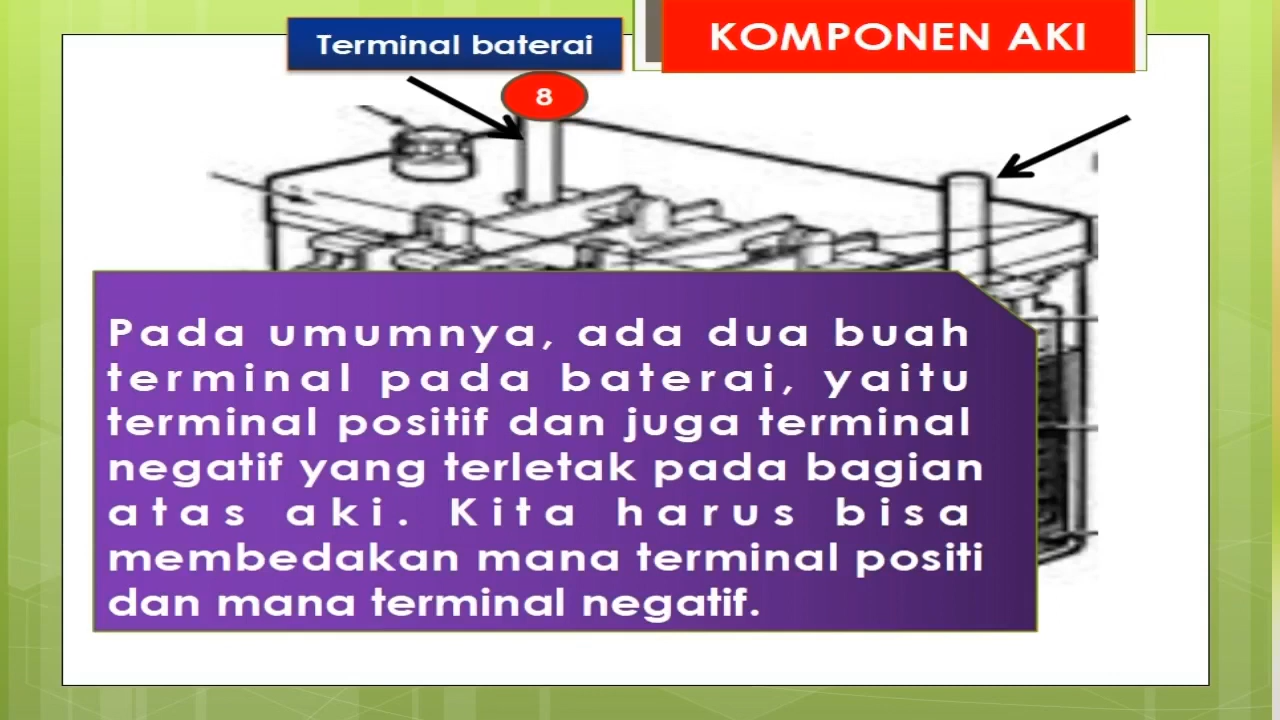 Terminal baterai
KOMPONEN AKI
8
Pada umumnya, ada dua buah
terminal pada baterai, yaitu
terminal positif dan juga terminal
negatif yang terletak pada bagian
atas aki. Kita harus bisa
membedakan mana terminal positi
dan mana terminal negatif.